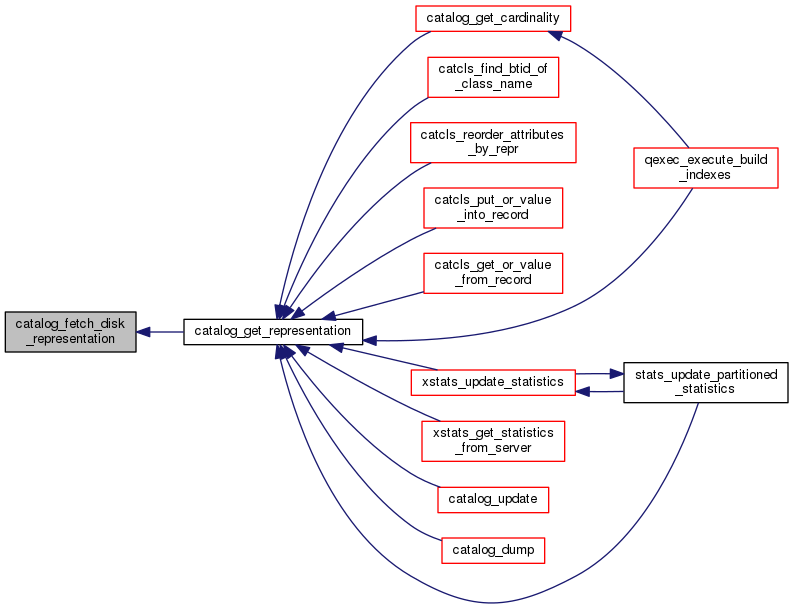 catalog_get_cardinality
catcls_find_btid_of
_class_name
catcls_reorder_attributes
_by_repr
qexec_execute_build
_indexes
catcls_put_or_value
_into_record
catcls_get_or_value
_from_record
catalog_fetch_disk
_representation
catalog_get_representation
xstats_update_statistics
stats_update_partitioned
_statistics
xstats_get_statistics
_from_server
catalog_update
catalog_dump